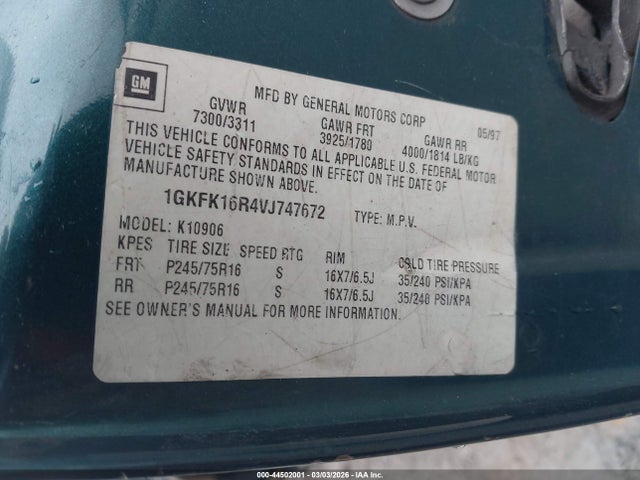 GM
MFD BY GENERAL MOTORS CORP 05/97
GVWR GAWR FRT GAWR RR
7300/3311 3925/1780 4000/1814 LB/KG
THIS VEHICLE CONFORMS TO ALL APPLICABLE U.S. FEDERAL MOTOR
VEHICLE SAFETY STANDARDS IN EFFECT ON THE DATE OF
MANUFACTURE SHOWN ABOVE.
1GKFK16R4VJ747672 TYPE: M.P.V.
MODEL: K10906
KPES TIRE SIZE SPEED RTG RIM COLD TIRE PRESSURE
FRT P245/75R16 S 16X7/6.5J 35/240 PSI/KPA
RR P245/75R16 S 16X7/6.5J 35/240 PSI/KPA
SEE OWNER'S MANUAL FOR MORE INFORMATION.
000-44502001 - 03/03/2026 - COPYRIGHT IAA, LLC